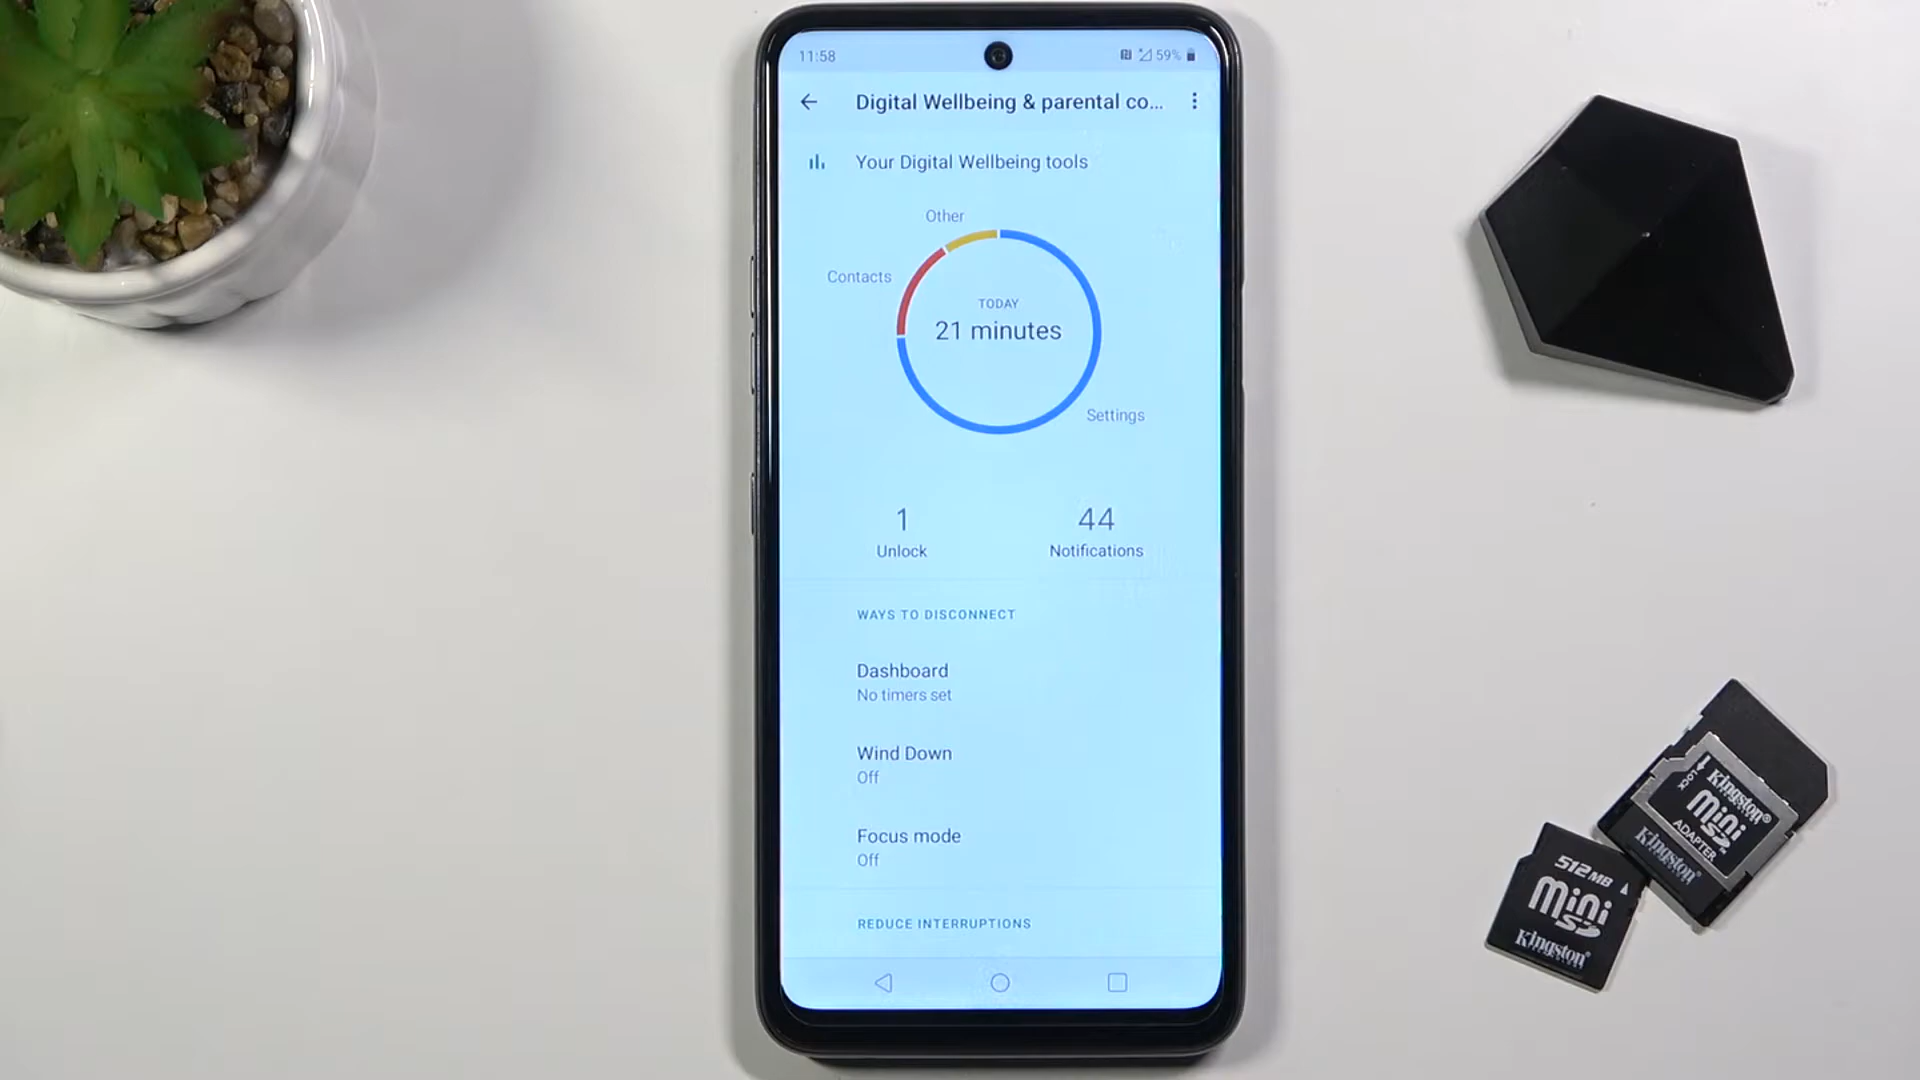 11:58
59%
Digital Wellbeing & parental co...
Your Digital Wellbeing tools
Other
Contacts
TODAY
21 minutes
Settings
1
Unlock
44
Notifications
WAYS TO DISCONNECT
Dashboard
No timers set
Wind Down
Off
Focus mode
Off
REDUCE INTERRUPTIONS
LOCK
Kingston®
mini
SD
ADAPTER
Kingston®
512MB
mini
SD
Kingston®